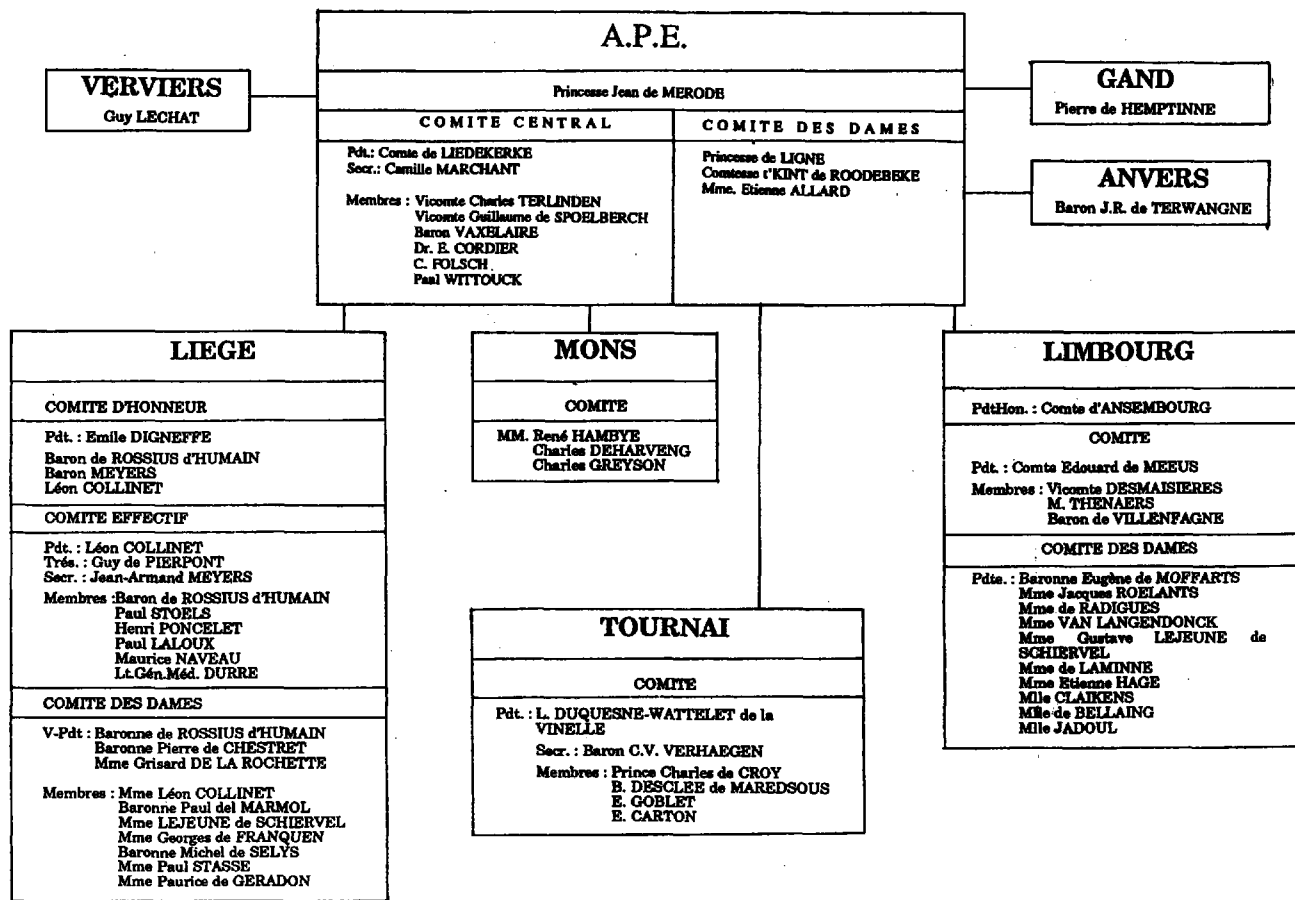 A.P.E.
Princesse Jean de MERODE
COMITE CENTRAL
Pdt.: Comte de LIEDEKERKE
Secr.: Camille MARCHANT
Membres : Vicomte Charles TERLINDEN
Vicomte Guillaume de SPOELBERCH
Baron VAXELAIRE
Dr. E. CORDIER
C. FOLSCH
Paul WITTOUCK
COMITE DES DAMES
Princesse de LIGNE
Comtesse t'KINT de ROODEBEKE
Mme. Etienne ALLARD
VERVIERS
Guy LECHAT
GAND
Pierre de HEMPTINNE
ANVERS
Baron J.R. de TERWANGNE
LIEGE
COMITE D'HONNEUR
Pdt. : Emile DIGNEFFE
Baron de ROSSIUS d'HUMAIN
Baron MEYERS
Léon COLLINET
COMITE EFFECTIF
Pdt. : Léon COLLINET
Trés. : Guy de PIERPONT
Secr. : Jean-Armand MEYERS
Membres :Baron de ROSSIUS d'HUMAIN
Paul STOELS
Henri PONCELET
Paul LALOUX
Maurice NAVEAU
Lt.Gén.Méd. DURRE
COMITE DES DAMES
V-Pdt : Baronne de ROSSIUS d'HUMAIN
Baronne Pierre de CHESTRET
Mme Grisard DE LA ROCHETTE
Membres : Mme Léon COLLINET
Baronne Paul del MARMOL
Mme LEJEUNE de SCHIERVEL
Mme Georges de FRANQUEN
Baronne Michel de SELYS
Mme Paul STASSE
Mme Paurice de GERADON
MONS
COMITE
MM. René HAMBYE
Charles DEHARVENG
Charles GREYSON
TOURNAI
COMITE
Pdt. : L. DUQUESNE-WATTELET de la
VINELLE
Secr. : Baron C.V. VERHAEGEN
Membres : Prince Charles de CROY
B. DESCLEE de MAREDSOUS
E. GOBLET
E. CARTON
LIMBOURG
PdtHon. : Comte d'ANSEMBOURG
COMITE
Pdt. : Comte Edouard de MEEUS
Membres : Vicomte DESMAISIERES
M. THENAERS
Baron de VILLENFAGNE
COMITE DES DAMES
Pdte. : Baronne Eugène de MOFFARTS
Mme Jacques ROELANTS
Mme de RADIGUES
Mme VAN LANGENDONCK
Mme Gustave LEJEUNE de
SCHIERVEL
Mme de LAMINNE
Mme Etienne HAGE
Mlle CLAIKENS
Mlle de BELLAING
Mlle JADOUL